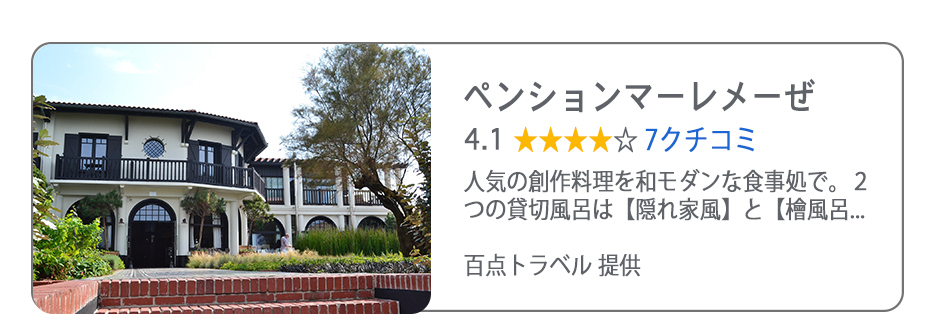 ペンションマーレメーぜ
4.1 ★★★★☆ 7クチコミ
人気の創作料理を和モダンな食事処で。２
つの貸切風呂は【隠れ家風】と【檜風呂...
百点トラベル 提供